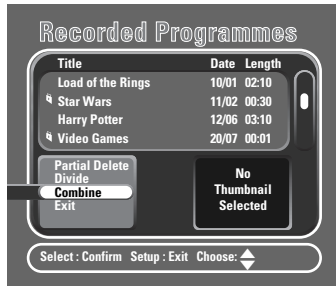 Recorded Programmes
Title Date Length
Load of the Rings 10/01 02:10
Star Wars 11/02 00:30
Harry Potter 12/06 03:10
Video Games 20/07 00:01
Partial Delete
Divide
Combine
Exit
No
Thumbnail
Selected
Select : Confirm Setup : Exit Choose: